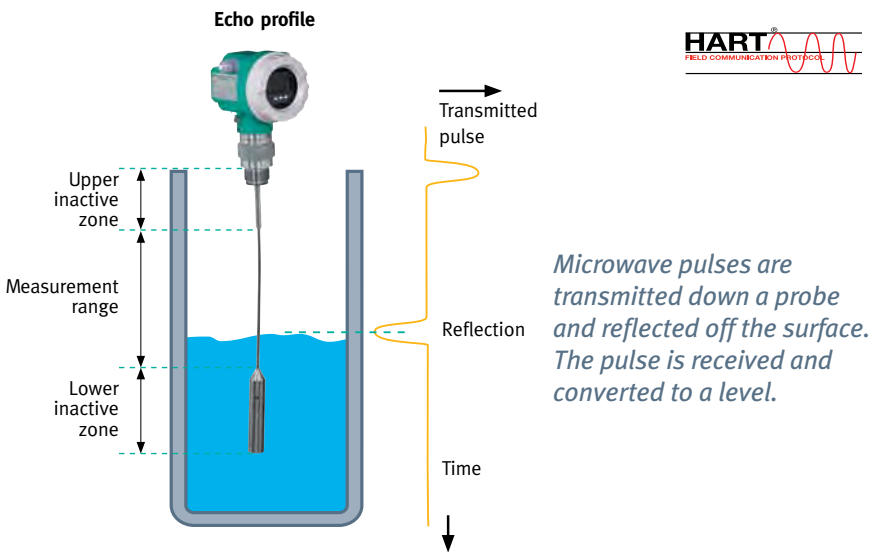 Echo profile
HART®
FIELD COMMUNICATION PROTOCOL
Transmitted
pulse
Upper
inactive
zone
Measurement
range
Reflection
Lower
inactive
zone
Time
Microwave pulses are
transmitted down a probe
and reflected off the surface.
The pulse is received and
converted to a level.